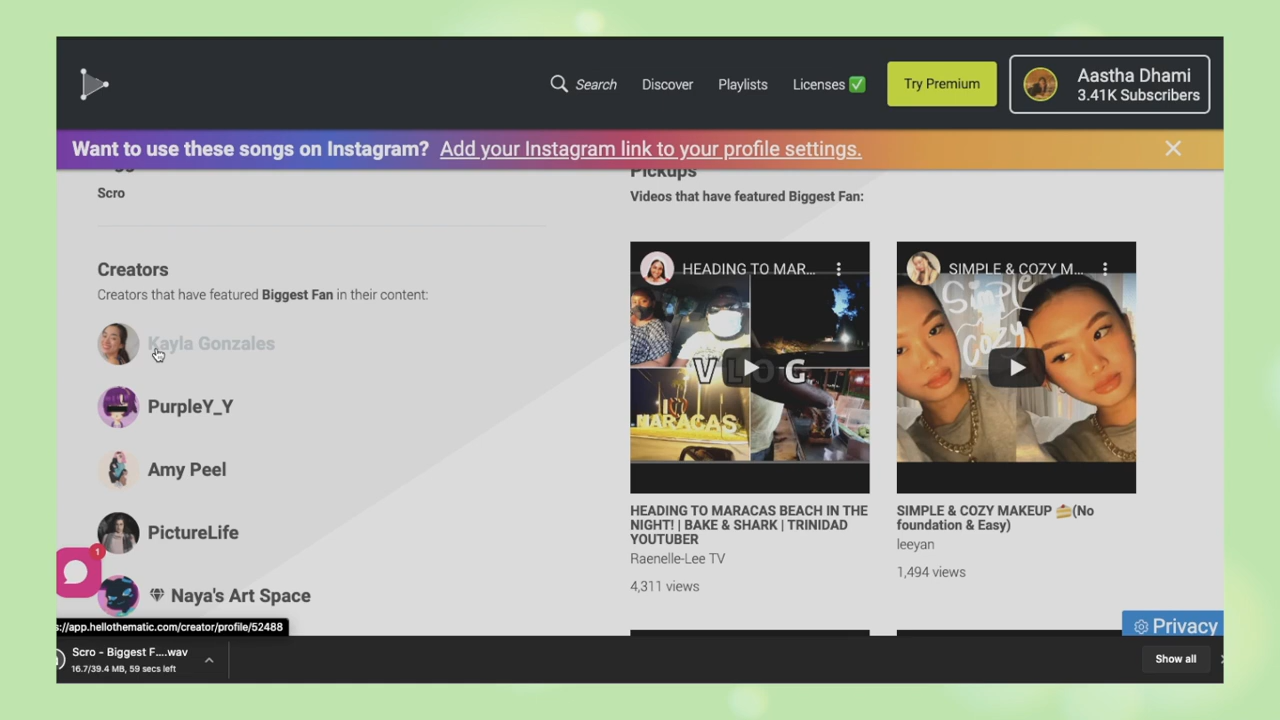 Search
Discover
Playlists
Licenses ✅
Try Premium
Aastha Dhami
3.41K Subscribers
Want to use these songs on Instagram? Add your Instagram link to your profile settings.
Scro
Creators
Creators that have featured Biggest Fan in their content:
Kayla Gonzales
PurpleY_Y
Amy Peel
PictureLife
Naya's Art Space
1
Pickups
Videos that have featured Biggest Fan:
HEADING TO MAR...
VLOG
MARACAS
HEADING TO MARACAS BEACH IN THE
NIGHT! | BAKE & SHARK | TRINIDAD
YOUTUBER
Raenelle-Lee TV
4,311 views
SIMPLE & COZY M...
Simple
Cozy
SIMPLE & COZY MAKEUP 🍰(No
foundation & Easy)
leeyan
1,494 views
Privacy
s://app.hellothematic.com/creator/profile/52488
Scro - Biggest F....wav
16.7/39.4 MB, 59 secs left
Show all